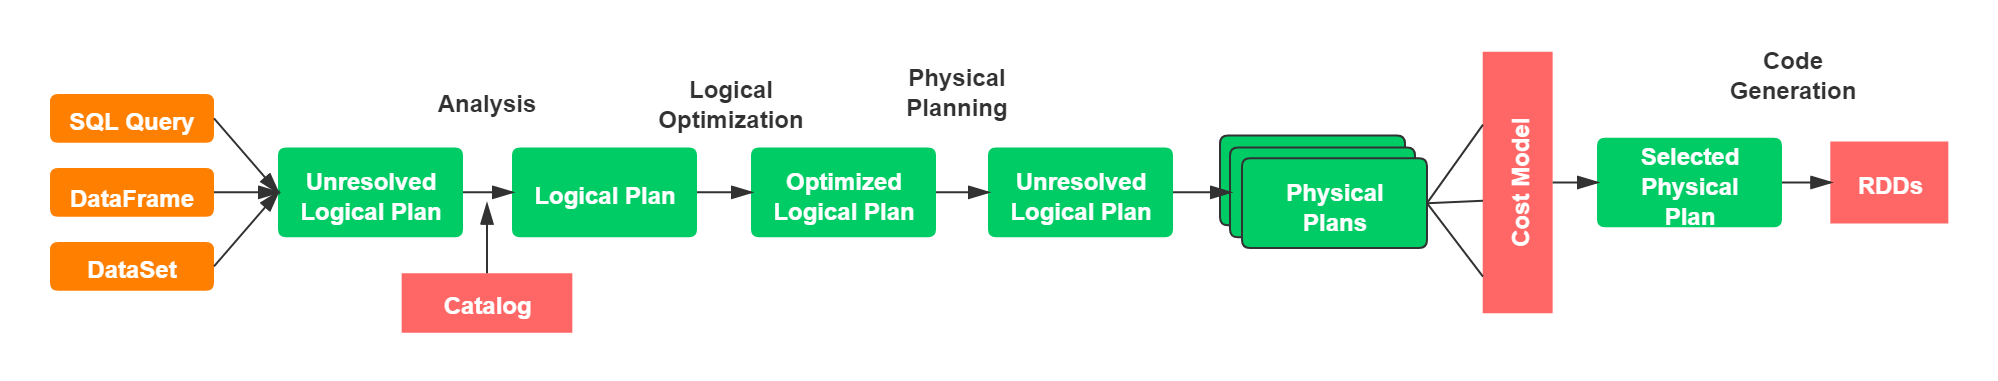 SQL Query
DataFrame
DataSet
Unresolved
Logical Plan
Analysis
Catalog
Logical Plan
Logical
Optimization
Optimized
Logical Plan
Physical
Planning
Unresolved
Logical Plan
Physical
Plans
Cost Model
Selected
Physical
Plan
Code
Generation
RDDs